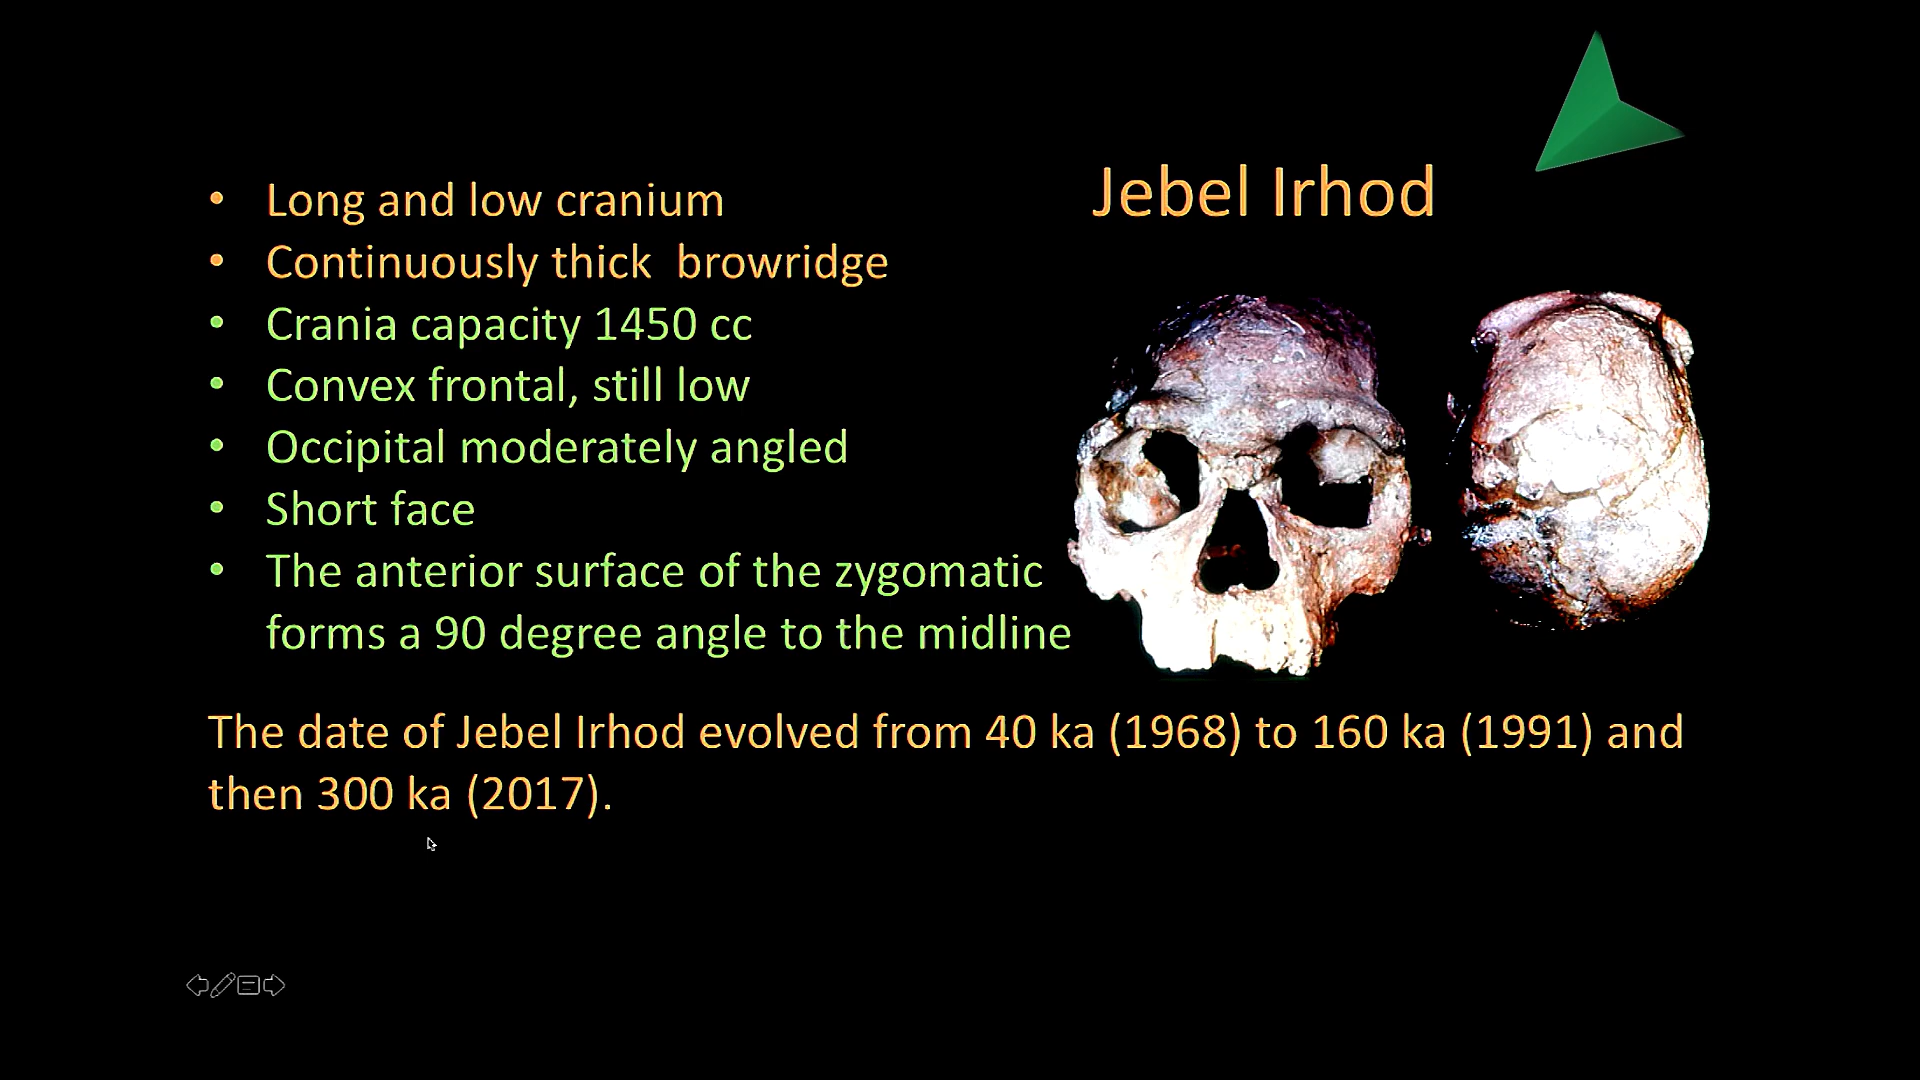 Jebel Irhod
• Long and low cranium
• Continuously thick  browridge
• Crania capacity 1450 cc
• Convex frontal, still low
• Occipital moderately angled
• Short face
• The anterior surface of the zygomatic
forms a 90 degree angle to the midline
The date of Jebel Irhod evolved from 40 ka (1968) to 160 ka (1991) and
then 300 ka (2017).